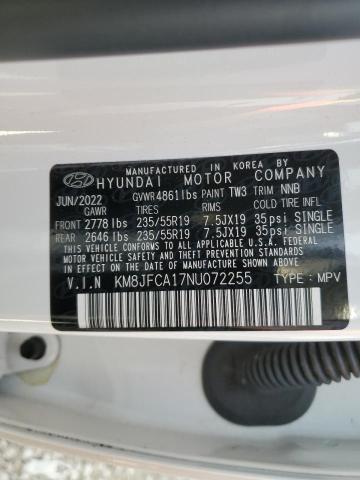 MANUFACTURED IN KOREA BY
HYUNDAI MOTOR COMPANY
JUN/2022 GVWR 4861lbs PAINT TW3 TRIM NNB
GAWR TIRES RIMS COLD TIRE INFL
FRONT 2778 lbs 235/55R19 7.5JX19 35psi SINGLE
REAR 2646 lbs 235/55R19 7.5JX19 35psi SINGLE
THIS VEHICLE CONFORMS TO ALL APPLICABLE
FEDERAL MOTOR VEHICLE SAFETY STANDARDS IN
EFFECT ON THE DATE OF MANUFACTURE SHOWN ABOVE.
V.I.N KM8JFCA17NU072255 TYPE : MPV